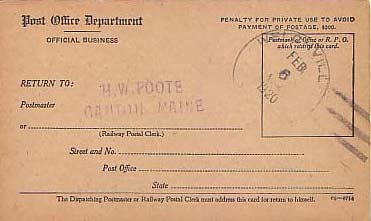 Post Office Department
OFFICIAL BUSINESS
PENALTY FOR PRIVATE USE TO AVOID
PAYMENT OF POSTAGE, $300.
Postmark of Office or R. P. O.
which returned this card.
FEB
6
1920
RETURN TO:
H.W. FOOTE
CANTON MAINE
Postmaster
or
(Railway Postal Clerk.)
Street and No.
Post Office
State
The Dispatching Postmaster or Railway Postal Clerk must address this card for return to himself.